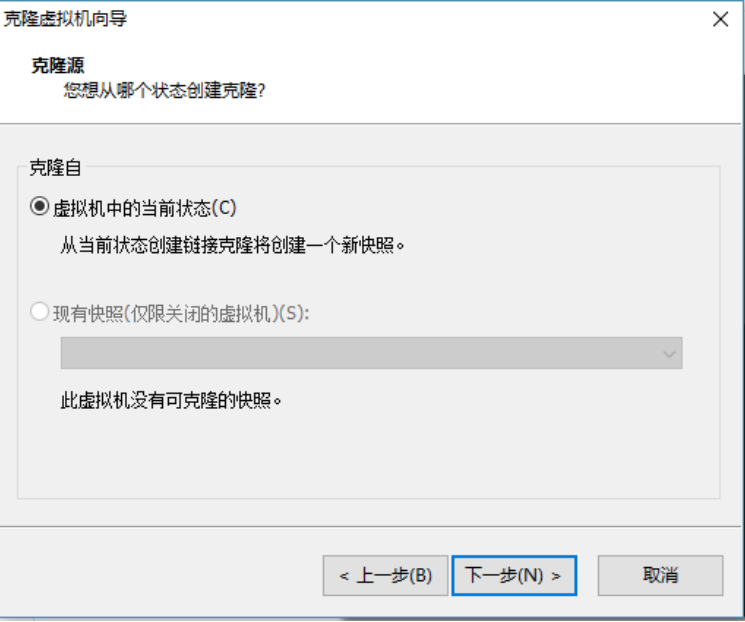 克隆虚拟机向导
克隆源
您想从哪个状态创建克隆?
克隆自
虚拟机中的当前状态(C)
从当前状态创建链接克隆将创建一个新快照。
现有快照(仅限关闭的虚拟机)(S):
此虚拟机没有可克隆的快照。
< 上一步(B) 下一步(N) > 取消